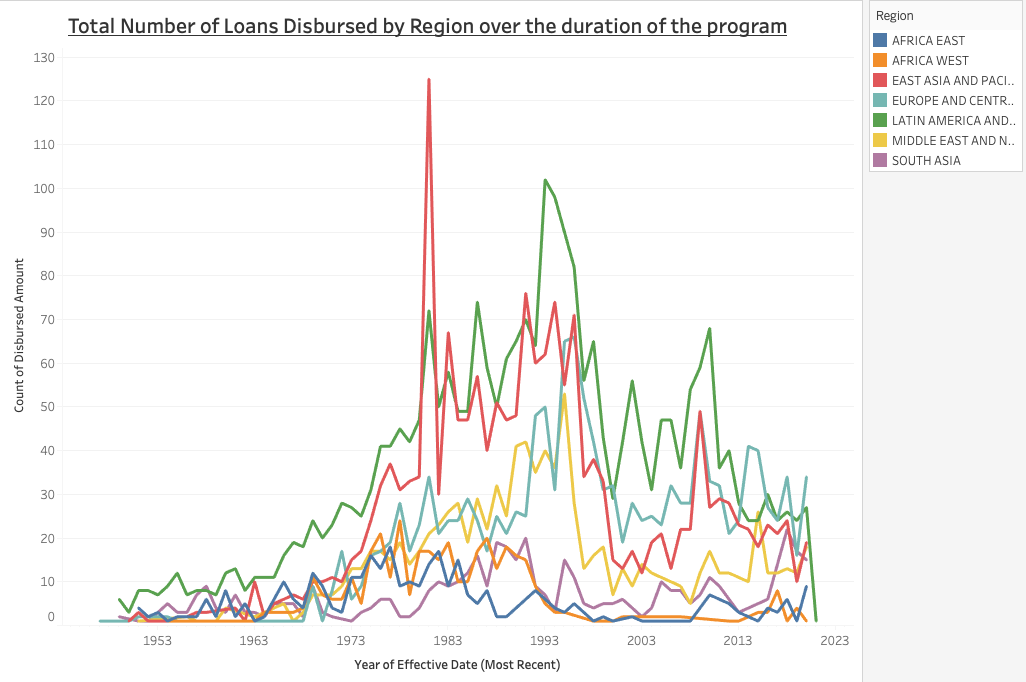 Total Number of Loans Disbursed by Region over the duration of the program
Region
AFRICA EAST
AFRICA WEST
EAST ASIA AND PACI..
EUROPE AND CENTR..
LATIN AMERICA AND..
MIDDLE EAST AND N..
SOUTH ASIA
130
120
110
100
90
80
70
60
50
40
30
20
10
0
Count of Disbursed Amount
1953 1963 1973 1983 1993 2003 2013 2023
Year of Effective Date (Most Recent)